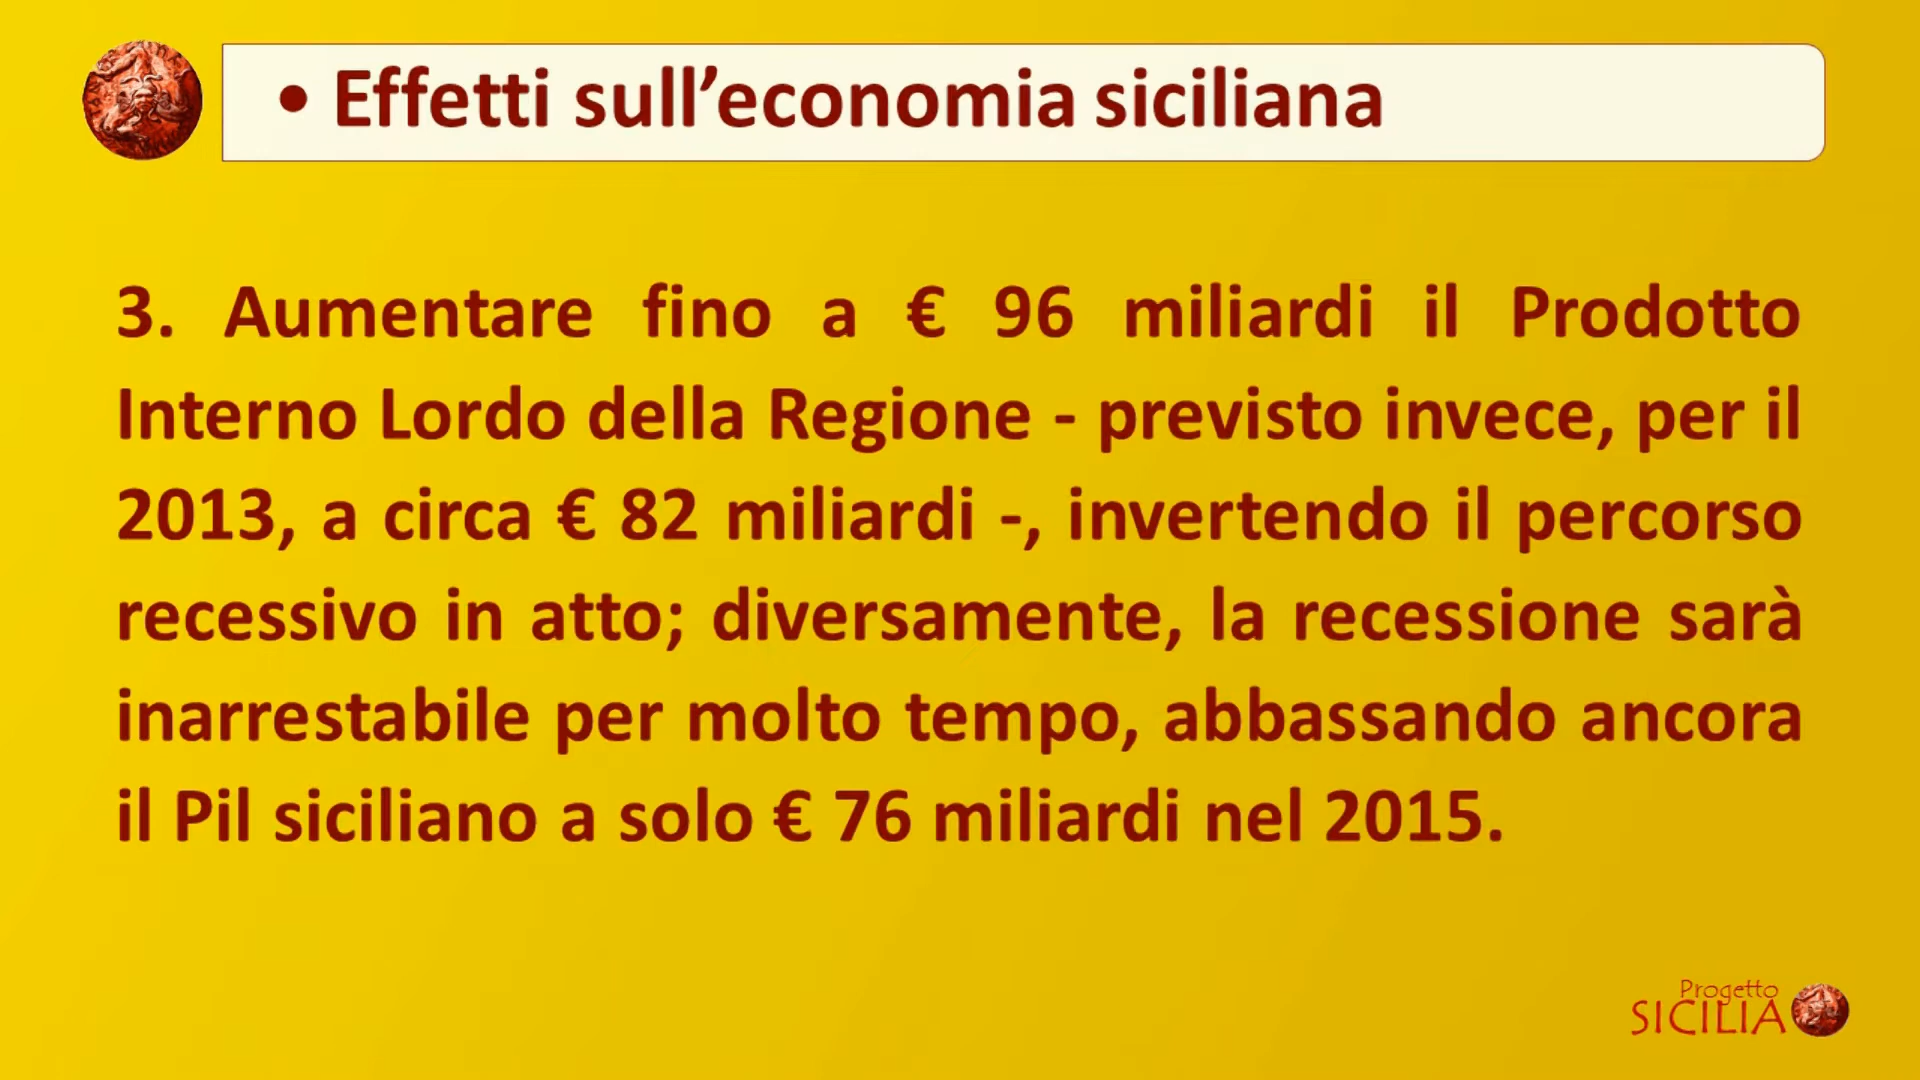 • Effetti sull’economia siciliana
3. Aumentare fino a € 96 miliardi il Prodotto
Interno Lordo della Regione - previsto invece, per il
2013, a circa € 82 miliardi -, invertendo il percorso
recessivo in atto; diversamente, la recessione sarà
inarrestabile per molto tempo, abbassando ancora
il Pil siciliano a solo € 76 miliardi nel 2015.
Progetto
SICILIA